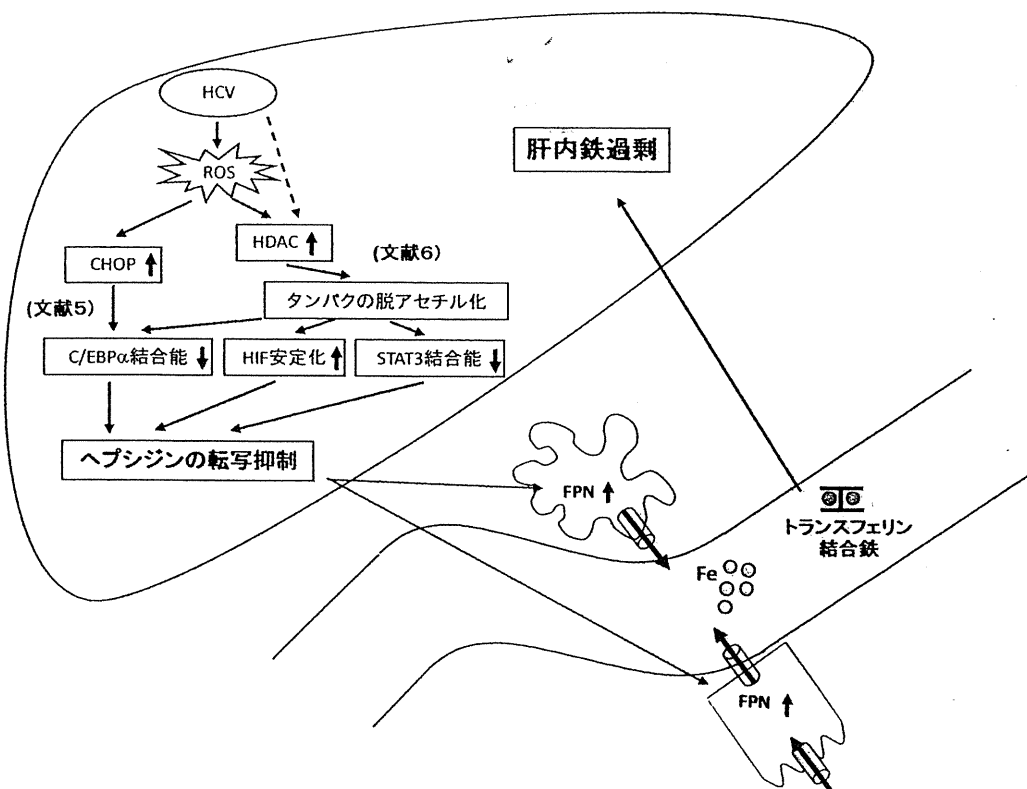 HCV
肝内鉄過剰
ROS
HDAC ↑
(文献6)
CHOP ↑
タンパクの脱アセチル化
(文献5)
C/EBPα結合能 ↓
HIF安定化 ↑
STAT3結合能 ↓
ヘプシジンの転写抑制
FPN ↑
トランスフェリン
結合鉄
Fe
FPN ↑